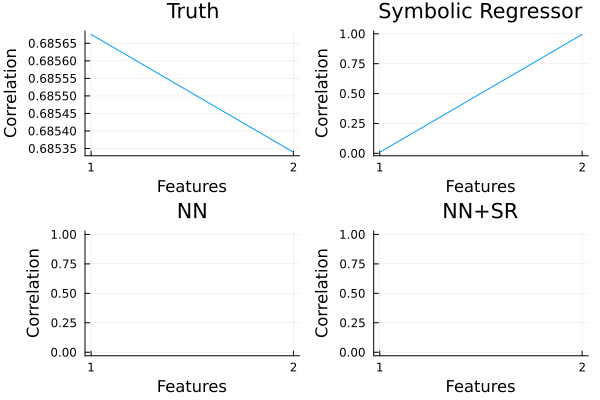 Truth
Correlation
0.68565
0.68560
0.68555
0.68550
0.68545
0.68540
0.68535
1
2
Features
Symbolic Regressor
Correlation
1.00
0.75
0.50
0.25
0.00
1
2
Features
NN
Correlation
1.00
0.75
0.50
0.25
0.00
1
2
Features
NN+SR
Correlation
1.00
0.75
0.50
0.25
0.00
1
2
Features